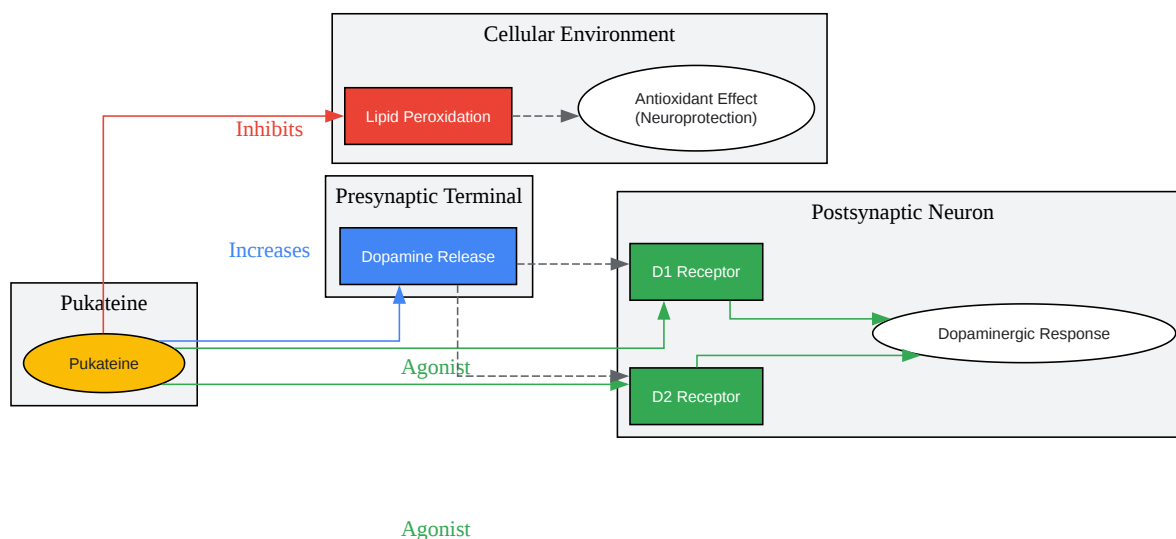 Cellular Environment
Lipid Peroxidation
Antioxidant Effect
(Neuroprotection)
Inhibits
Presynaptic Terminal
Postsynaptic Neuron
Increases
Dopamine Release
D1 Receptor
Pukateine
Pukateine
Dopaminergic Response
Agonist
D2 Receptor
Agonist